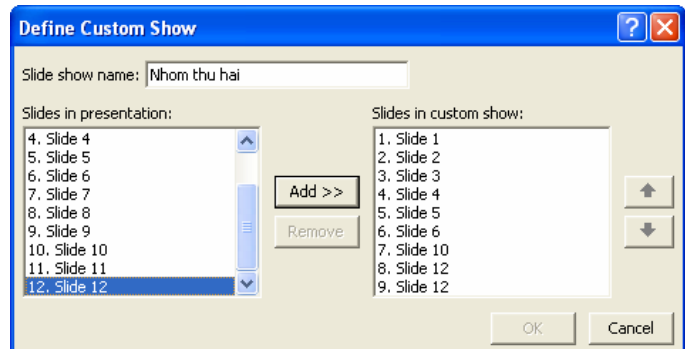 Define Custom Show
Slide show name: Nhom thu hai
Slides in presentation:
4. Slide 4
5. Slide 5
6. Slide 6
7. Slide 7
8. Slide 8
9. Slide 9
10. Slide 10
11. Slide 11
12. Slide 12
Add >>
Remove
Slides in custom show:
1. Slide 1
2. Slide 2
3. Slide 3
4. Slide 4
5. Slide 5
6. Slide 6
7. Slide 10
8. Slide 12
9. Slide 12
OK
Cancel